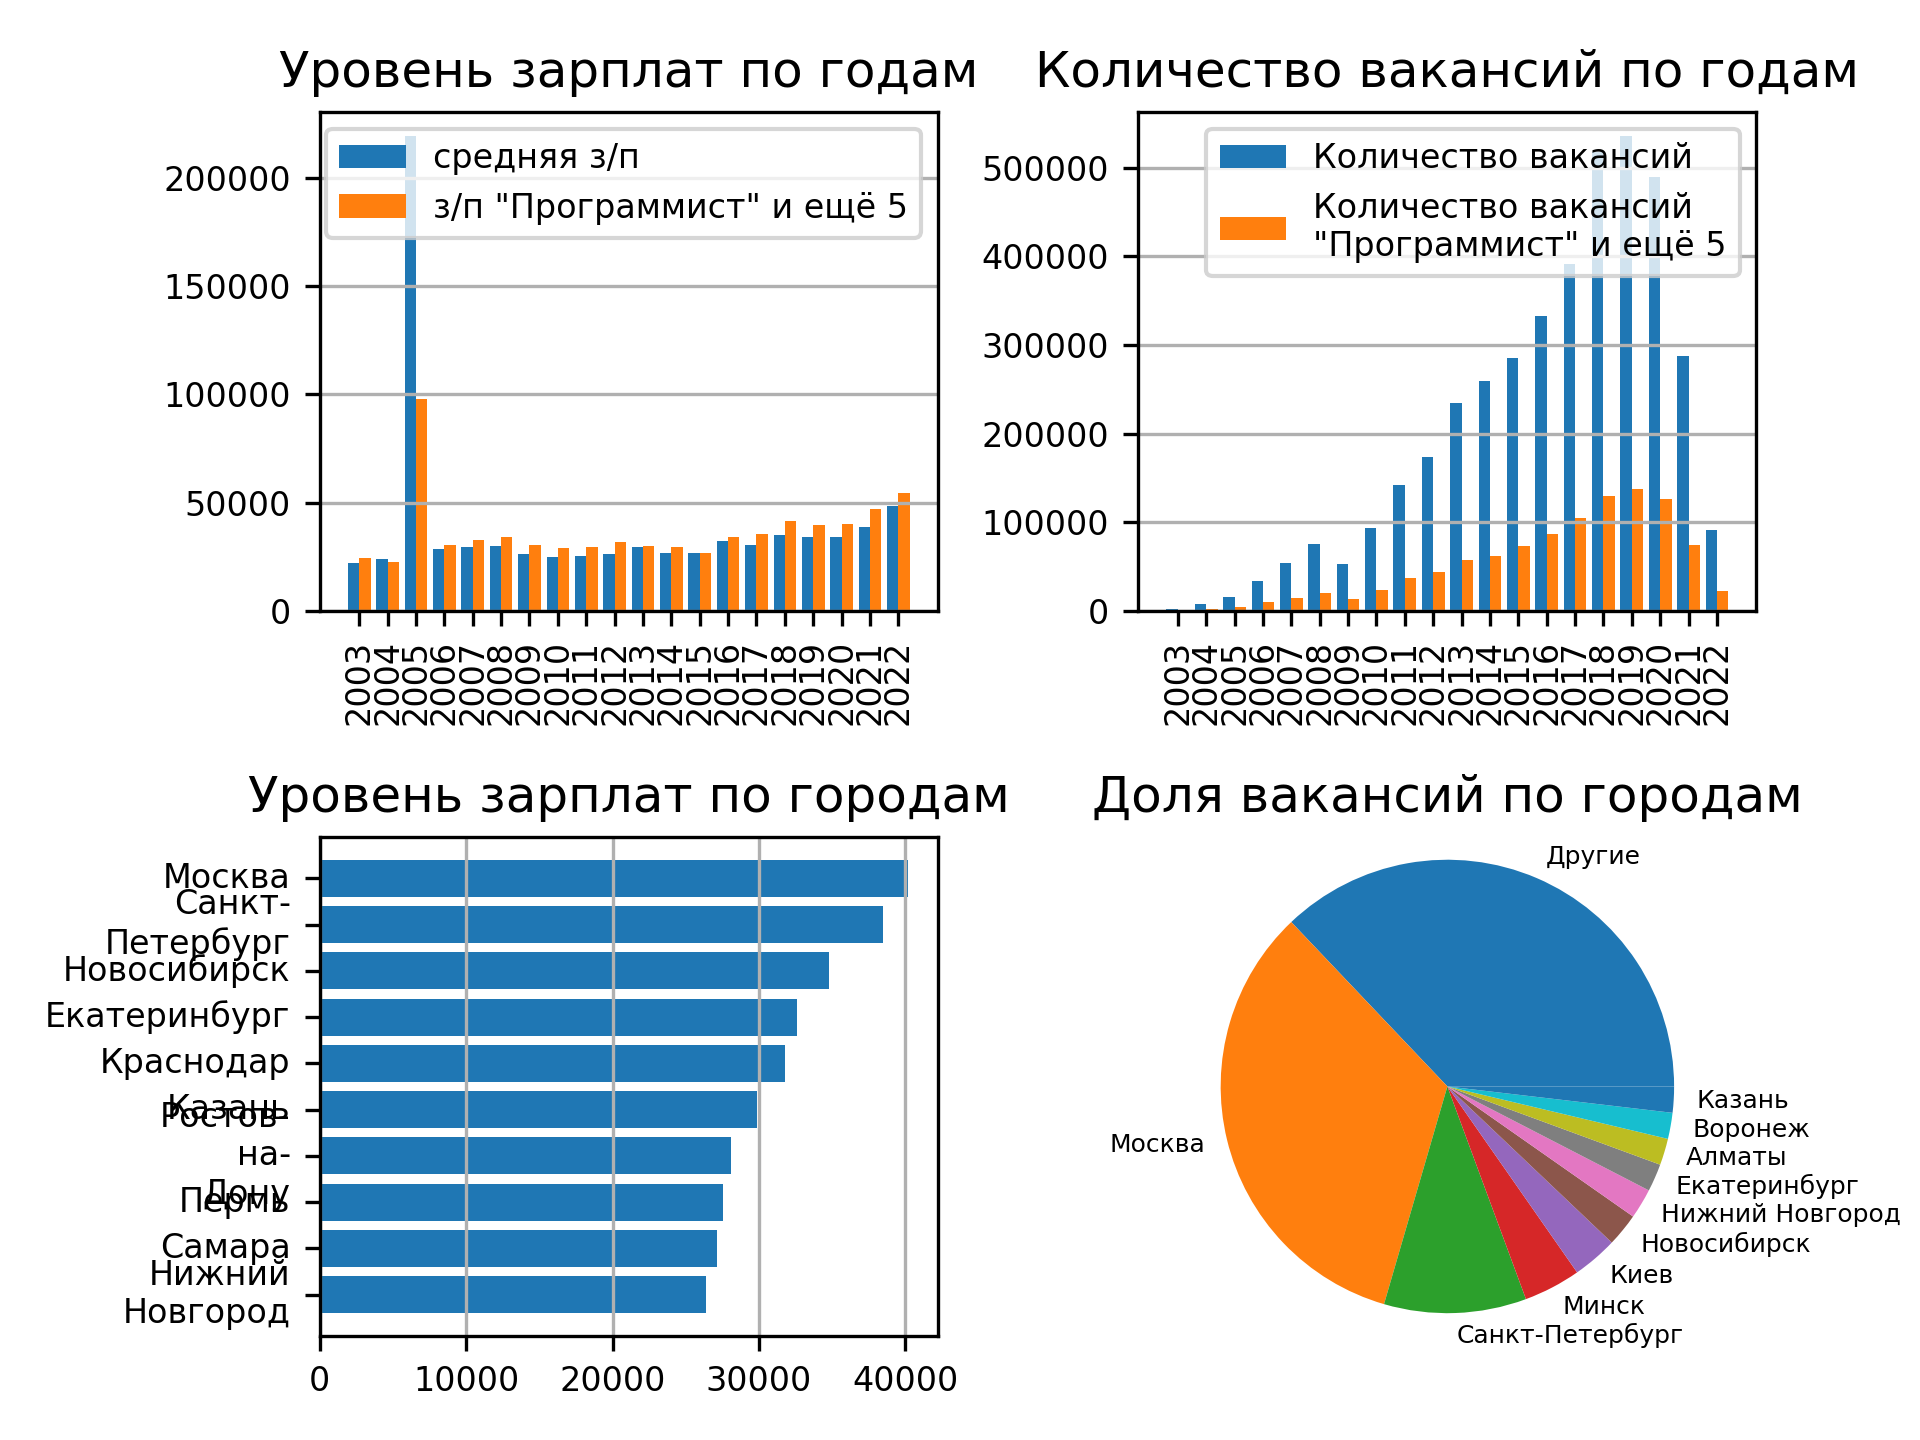 Уровень зарплат по годам
средняя з/п
з/п "Программист" и ещё 5
200000
150000
100000
50000
0
2003
2004
2005
2006
2007
2008
2009
2010
2011
2012
2013
2014
2015
2016
2017
2018
2019
2020
2021
2022
Количество вакансий по годам
Количество вакансий
Количество вакансий
"Программист" и ещё 5
500000
400000
300000
200000
100000
0
2003
2004
2005
2006
2007
2008
2009
2010
2011
2012
2013
2014
2015
2016
2017
2018
2019
2020
2021
2022
Уровень зарплат по городам
Москва
Санкт-
Петербург
Новосибирск
Екатеринбург
Краснодар
Казань
Ростов-
на-
Дону
Пермь
Самара
Нижний
Новгород
0
10000
20000
30000
40000
Доля вакансий по городам
Другие
Москва
Санкт-Петербург
Минск
Киев
Новосибирск
Нижний Новгород
Екатеринбург
Алматы
Воронеж
Казань